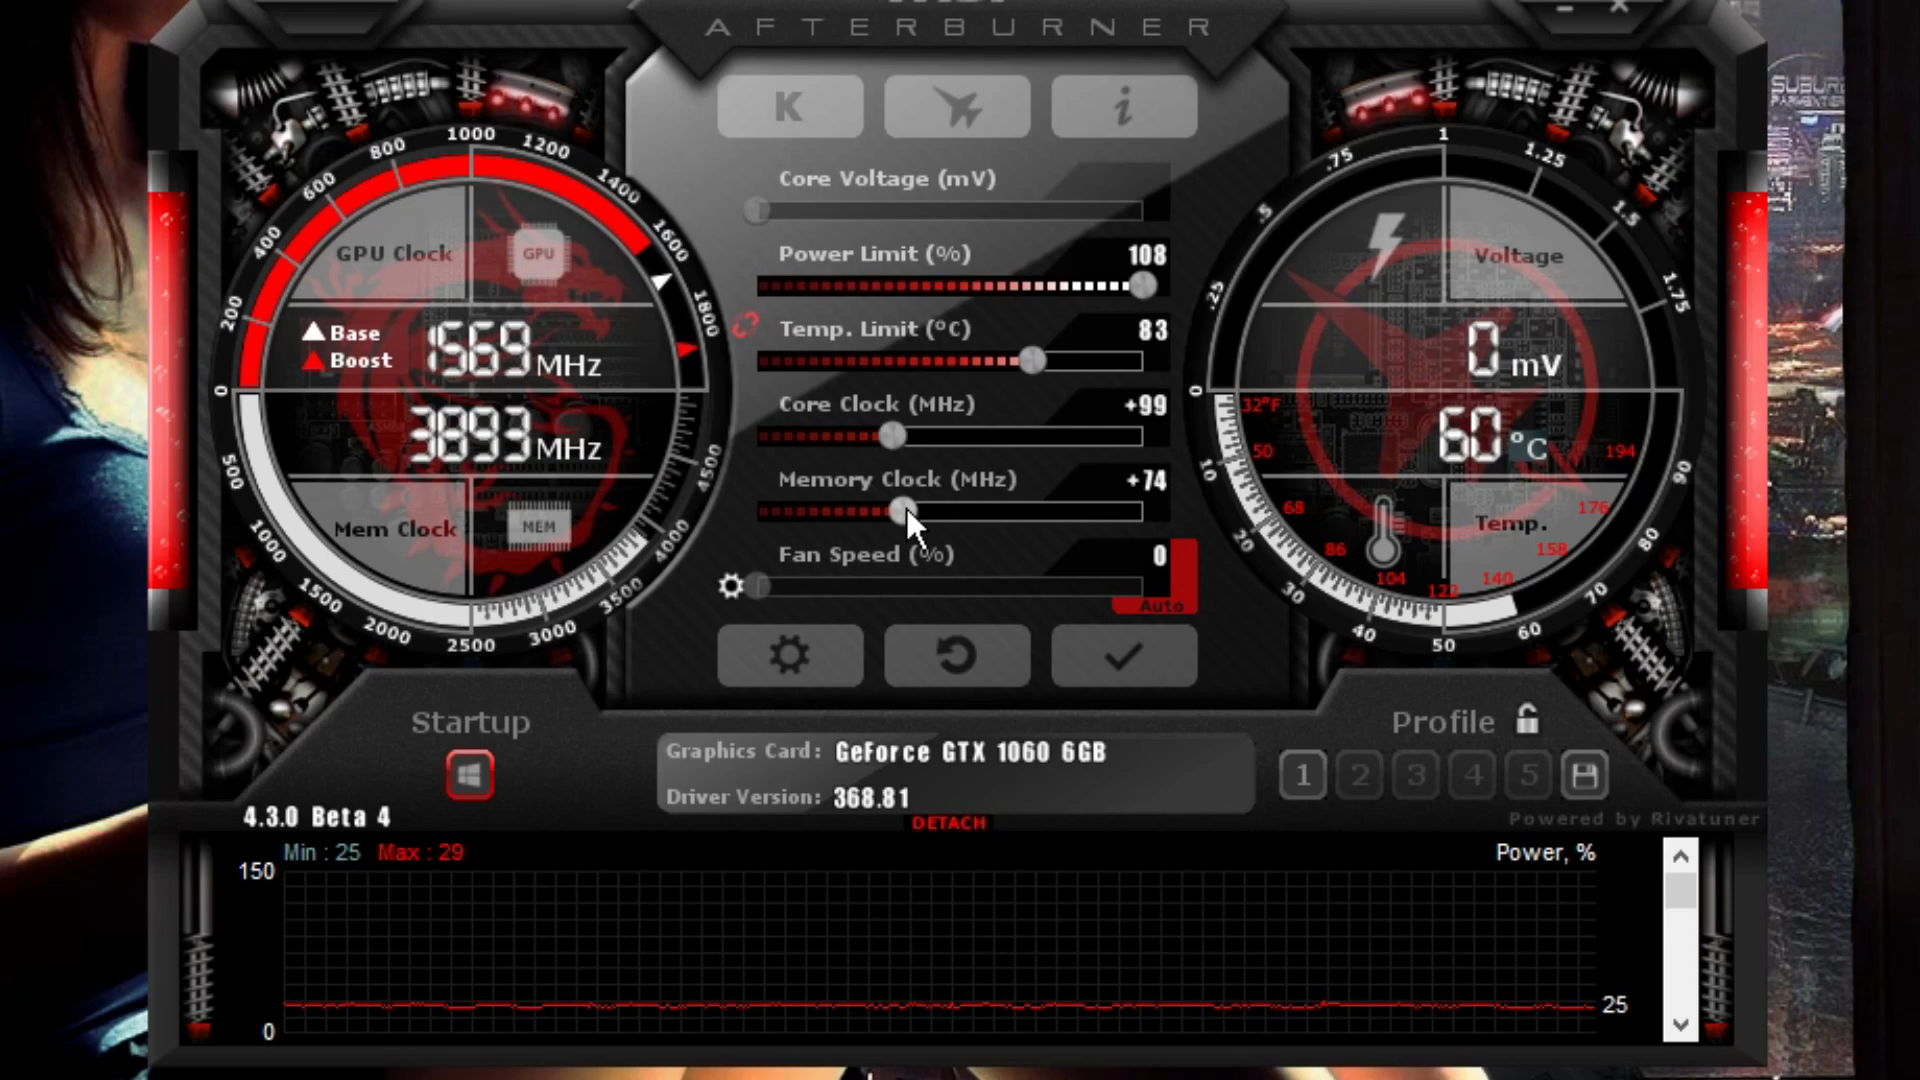 AFTERBURNER
K
i
Core Voltage (mV)
Power Limit (%) 108
Temp. Limit (°C) 83
Core Clock (MHz) +99
Memory Clock (MHz) +74
Fan Speed (%) 0
Auto
0 200 400 600 800 1000 1200 1400 1600 1800
GPU Clock
GPU
Base
Boost
1569 MHz
3893 MHz
Mem Clock
MEM
500 1000 1500 2000 2500 3000 3500 4000 4500
0 .25 .5 .75 1 1.25 1.5 1.75
Voltage
0 mV
60 °C
Temp.
32°F 50 68 86 104 122 140 158 176 194
10 20 30 40 50 60 70 80 90
Startup
Profile
1 2 3 4 5
Graphics Card: GeForce GTX 1060 6GB
Driver Version: 368.81
4.3.0 Beta 4
DETACH
Powered by Rivatuner
Min : 25 Max : 29
Power, %
150
25
0